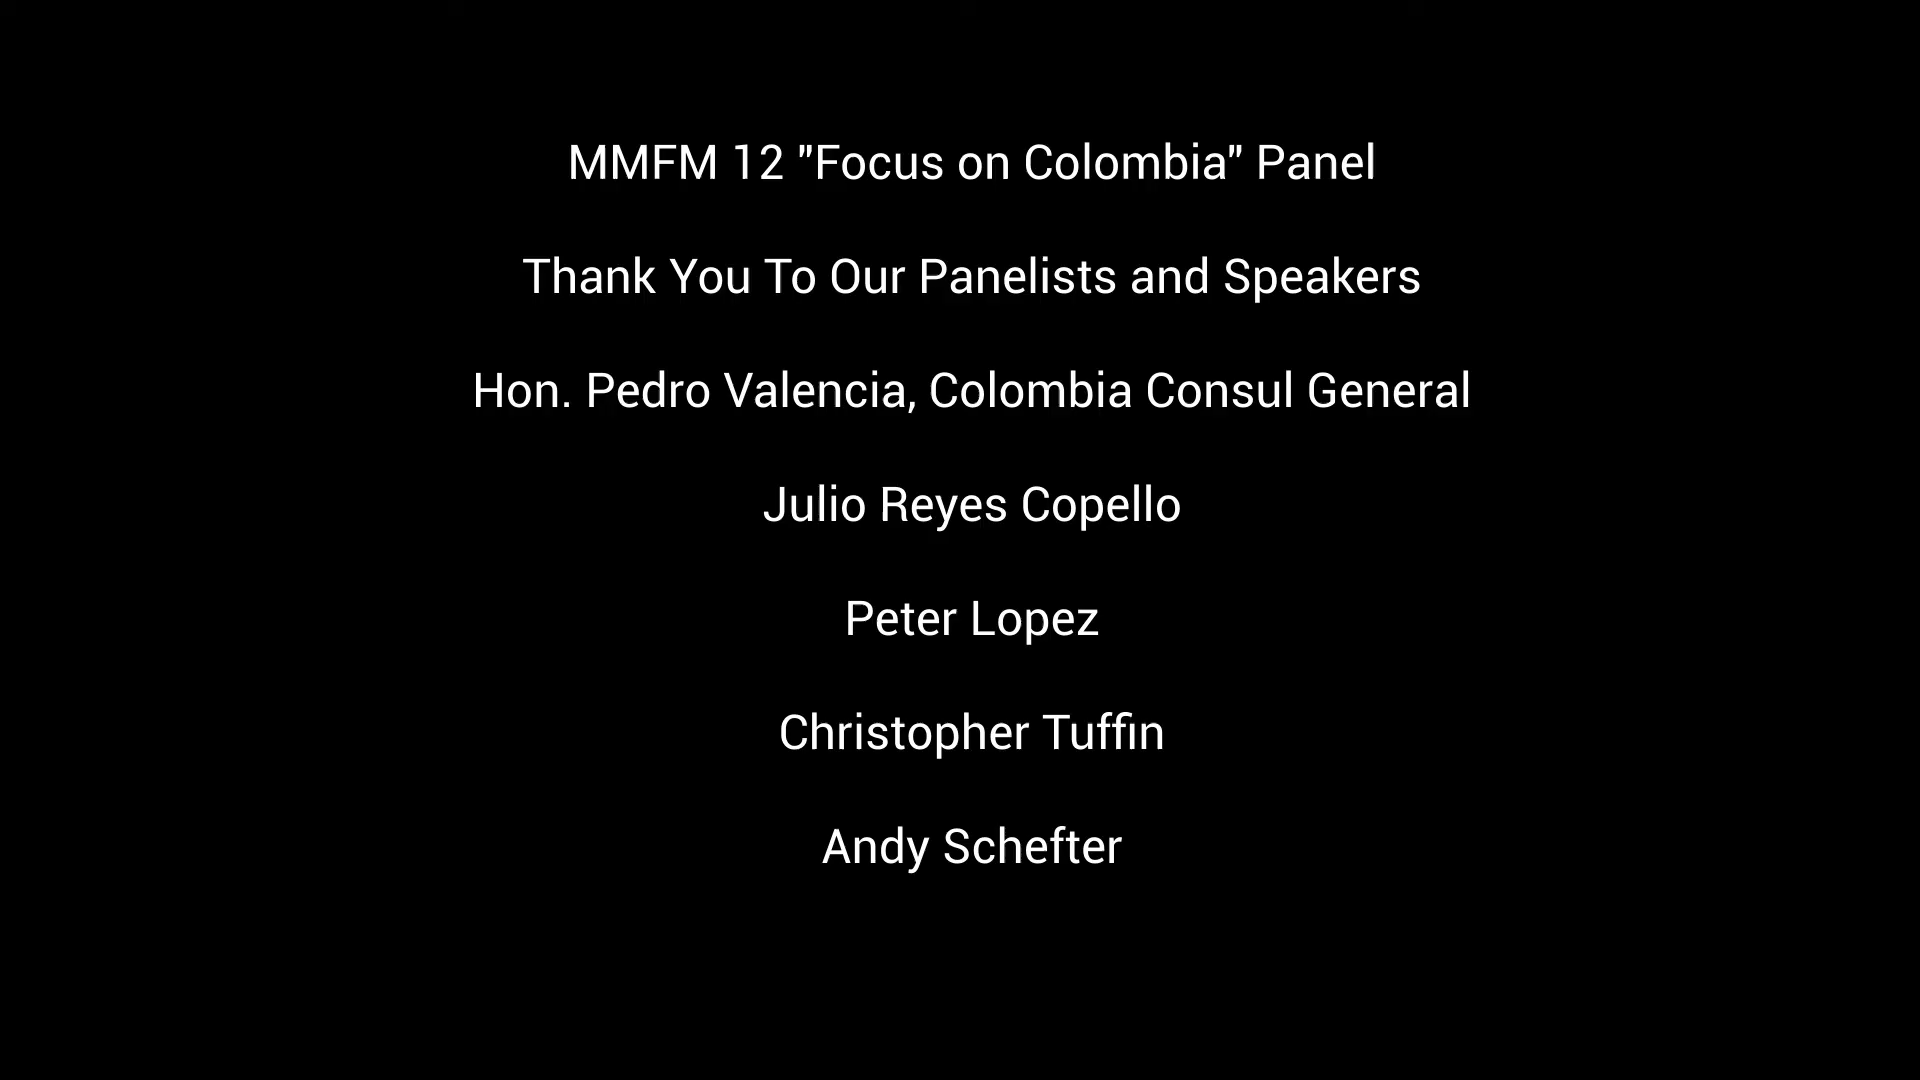 MMFM 12 "Focus on Colombia" Panel
Thank You To Our Panelists and Speakers
Hon. Pedro Valencia, Colombia Consul General
Julio Reyes Copello
Peter Lopez
Christopher Tuffin
Andy Schefter